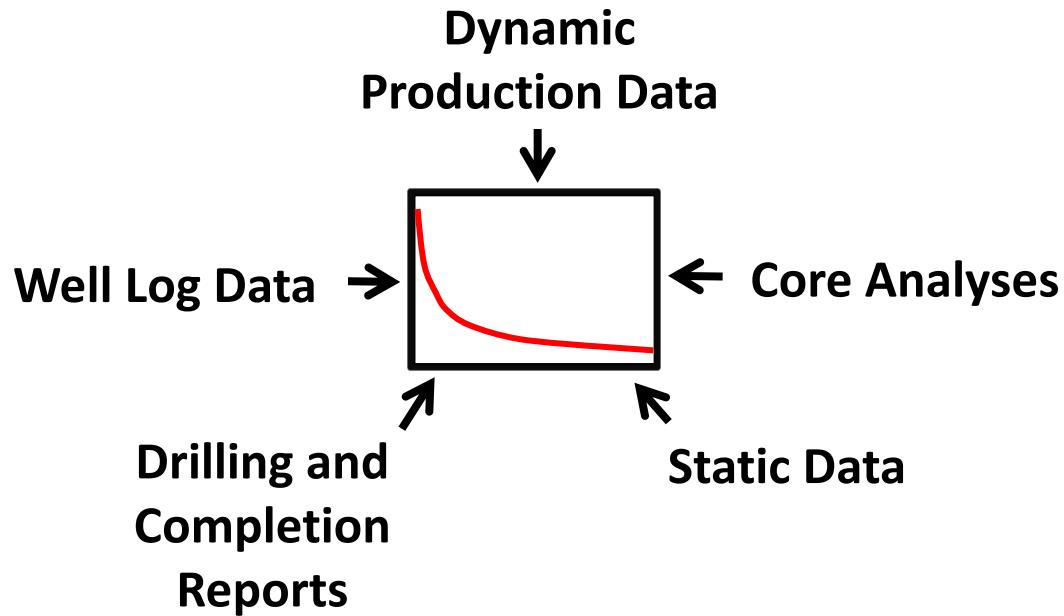 Dynamic
Production Data
Well Log Data
Core Analyses
Drilling and
Completion
Reports
Static Data